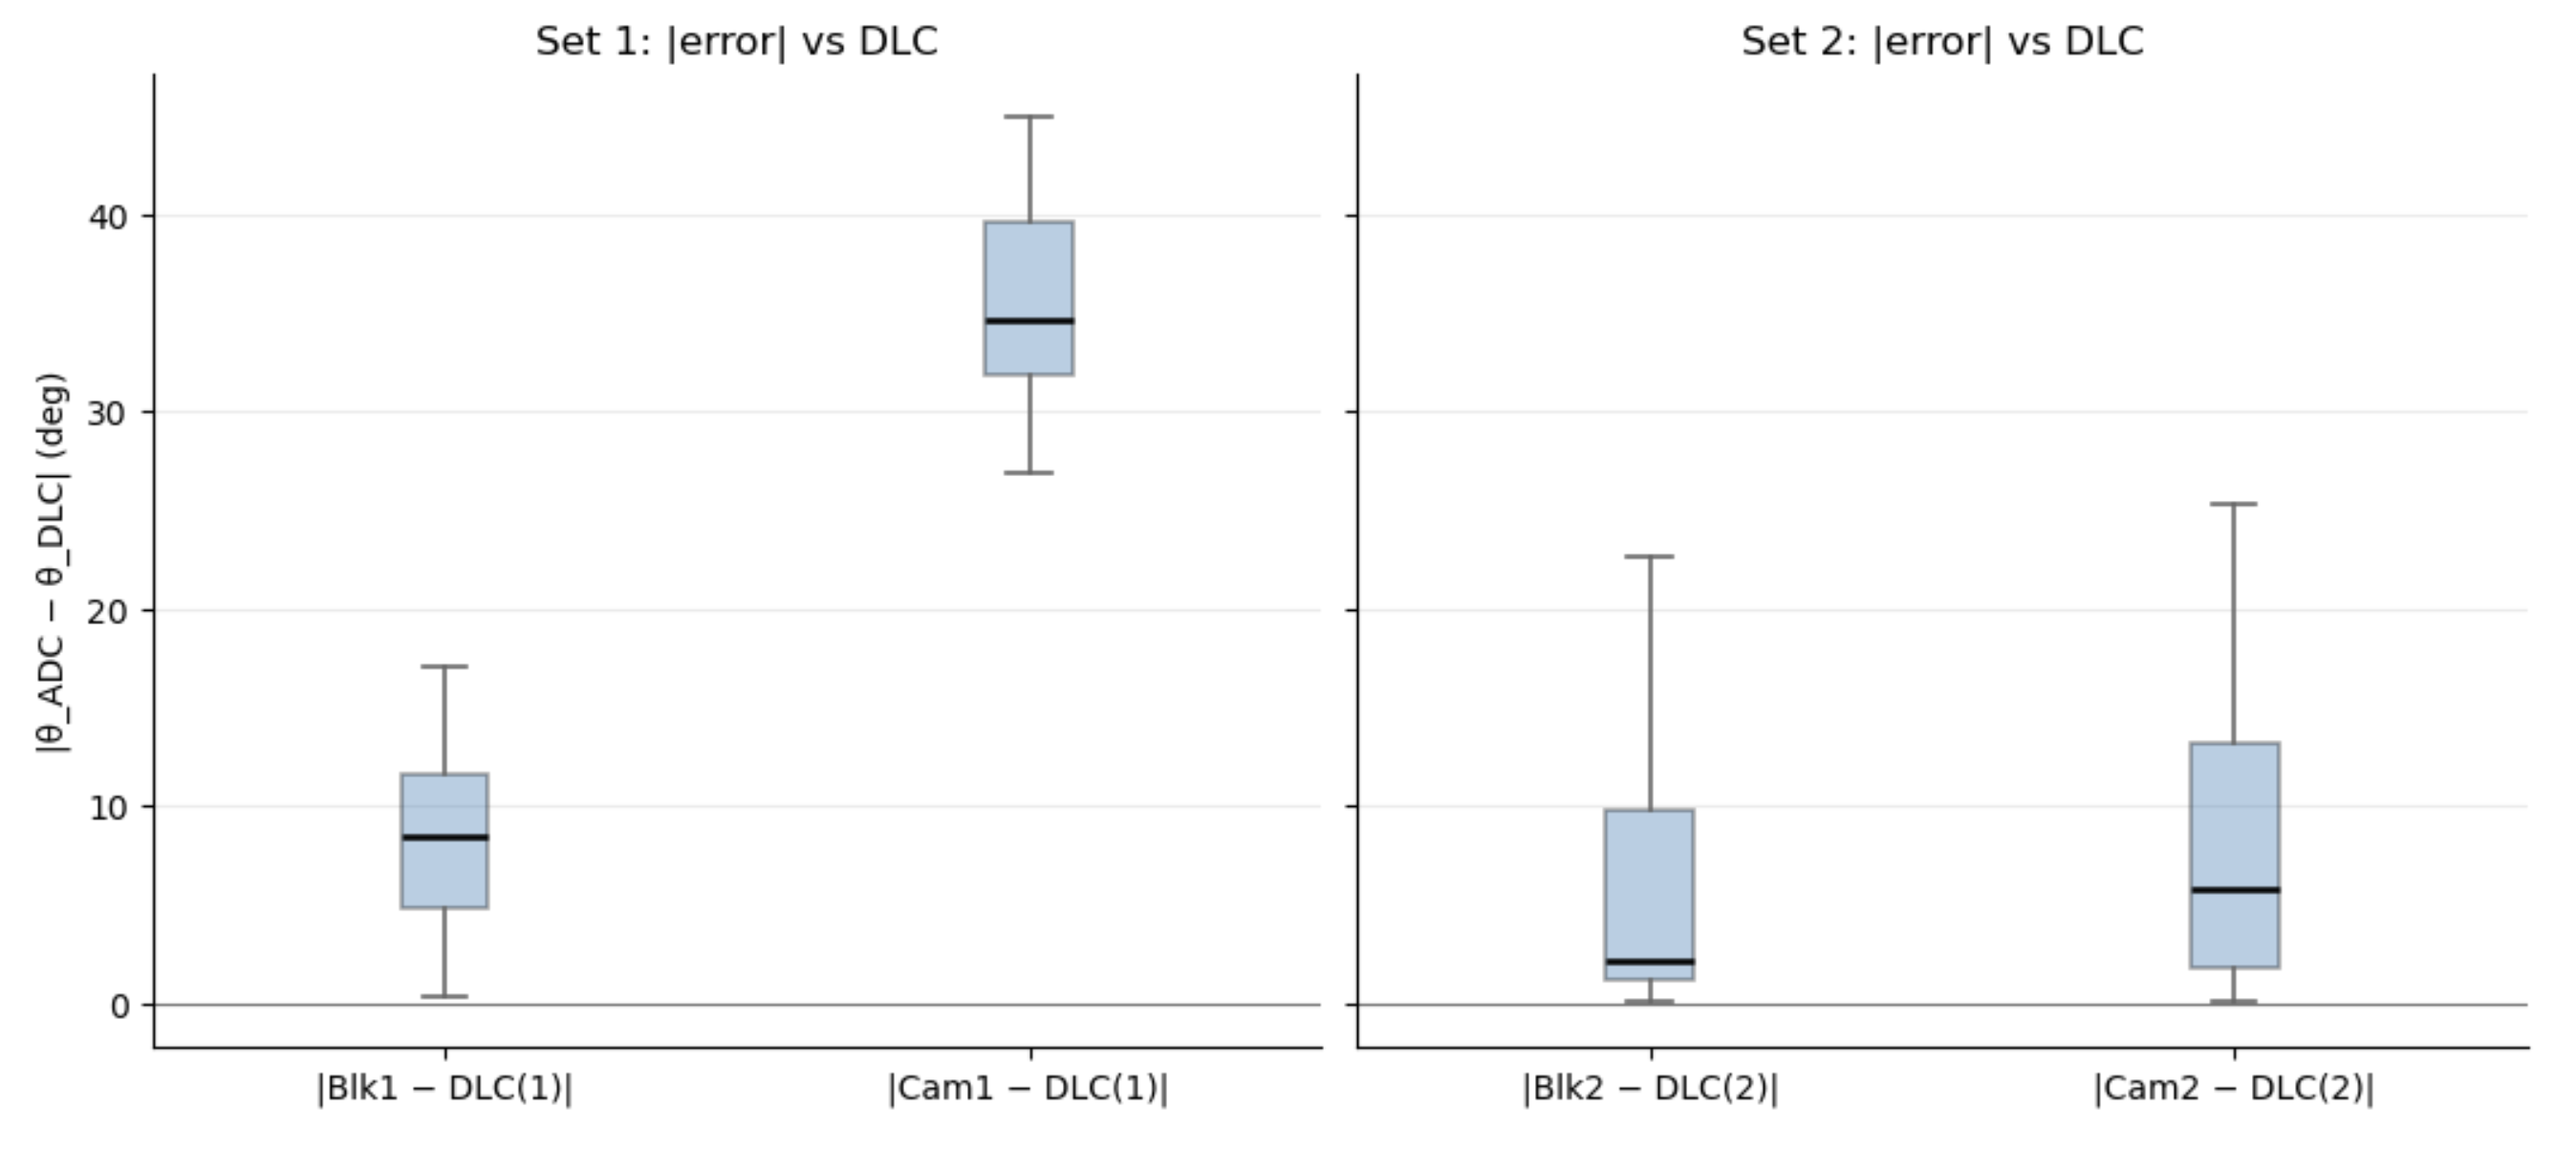 Set 1: |error| vs DLC
Set 2: |error| vs DLC
|θ_ADC − θ_DLC| (deg)
40
30
20
10
0
|Blk1 − DLC(1)|
|Cam1 − DLC(1)|
|Blk2 − DLC(2)|
|Cam2 − DLC(2)|